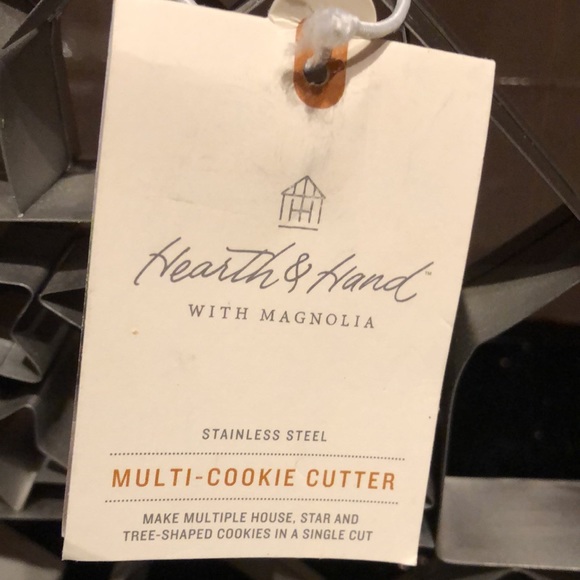 Hearth & Hand™
WITH MAGNOLIA
STAINLESS STEEL
MULTI-COOKIE CUTTER
MAKE MULTIPLE HOUSE, STAR AND
TREE-SHAPED COOKIES IN A SINGLE CUT